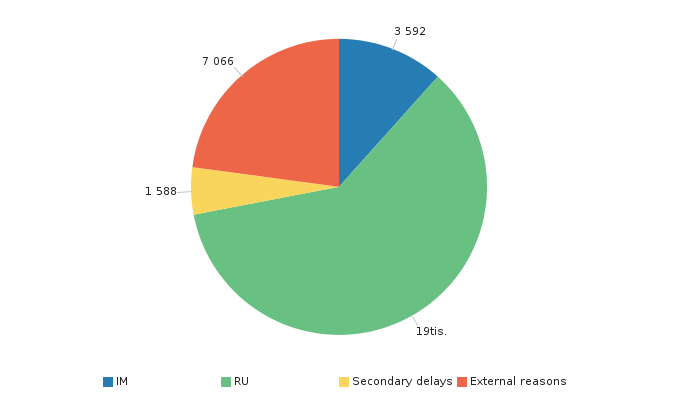 3 592
7 066
1 588
19tis.
IM RU Secondary delays External reasons